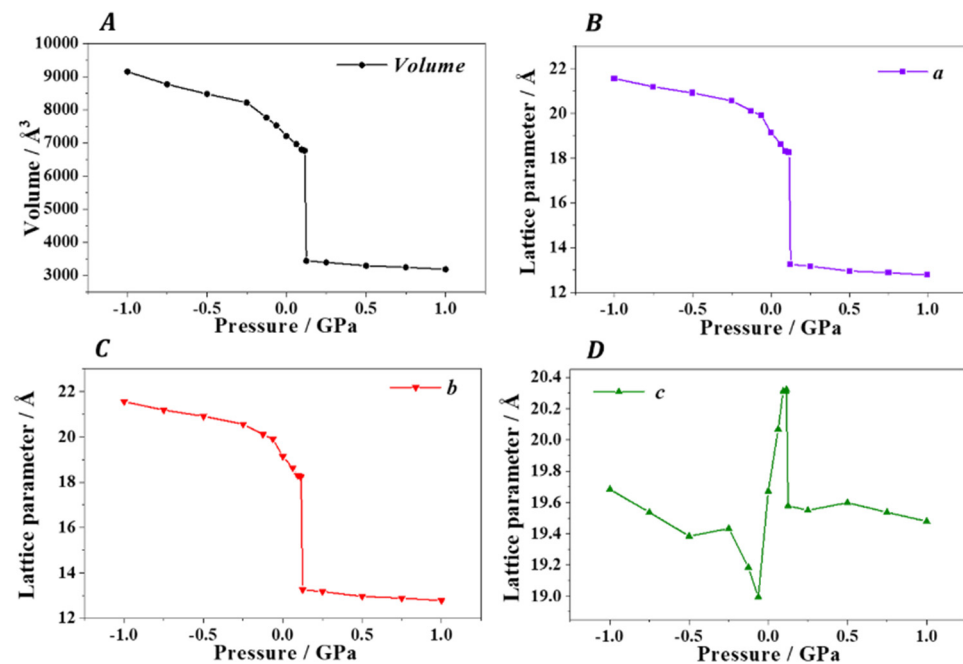 A
Volume
10000
9000
8000
7000
6000
5000
4000
3000
Volume / Å³
-1.0 -0.5 0.0 0.5 1.0
Pressure / GPa
B
a
22
20
18
16
14
12
Lattice parameter / Å
-1.0 -0.5 0.0 0.5 1.0
Pressure / GPa
C
b
22
20
18
16
14
12
Lattice parameter / Å
-1.0 -0.5 0.0 0.5 1.0
Pressure / GPa
D
c
20.4
20.2
20.0
19.8
19.6
19.4
19.2
19.0
Lattice parameter / Å
-1.0 -0.5 0.0 0.5 1.0
Pressure / GPa